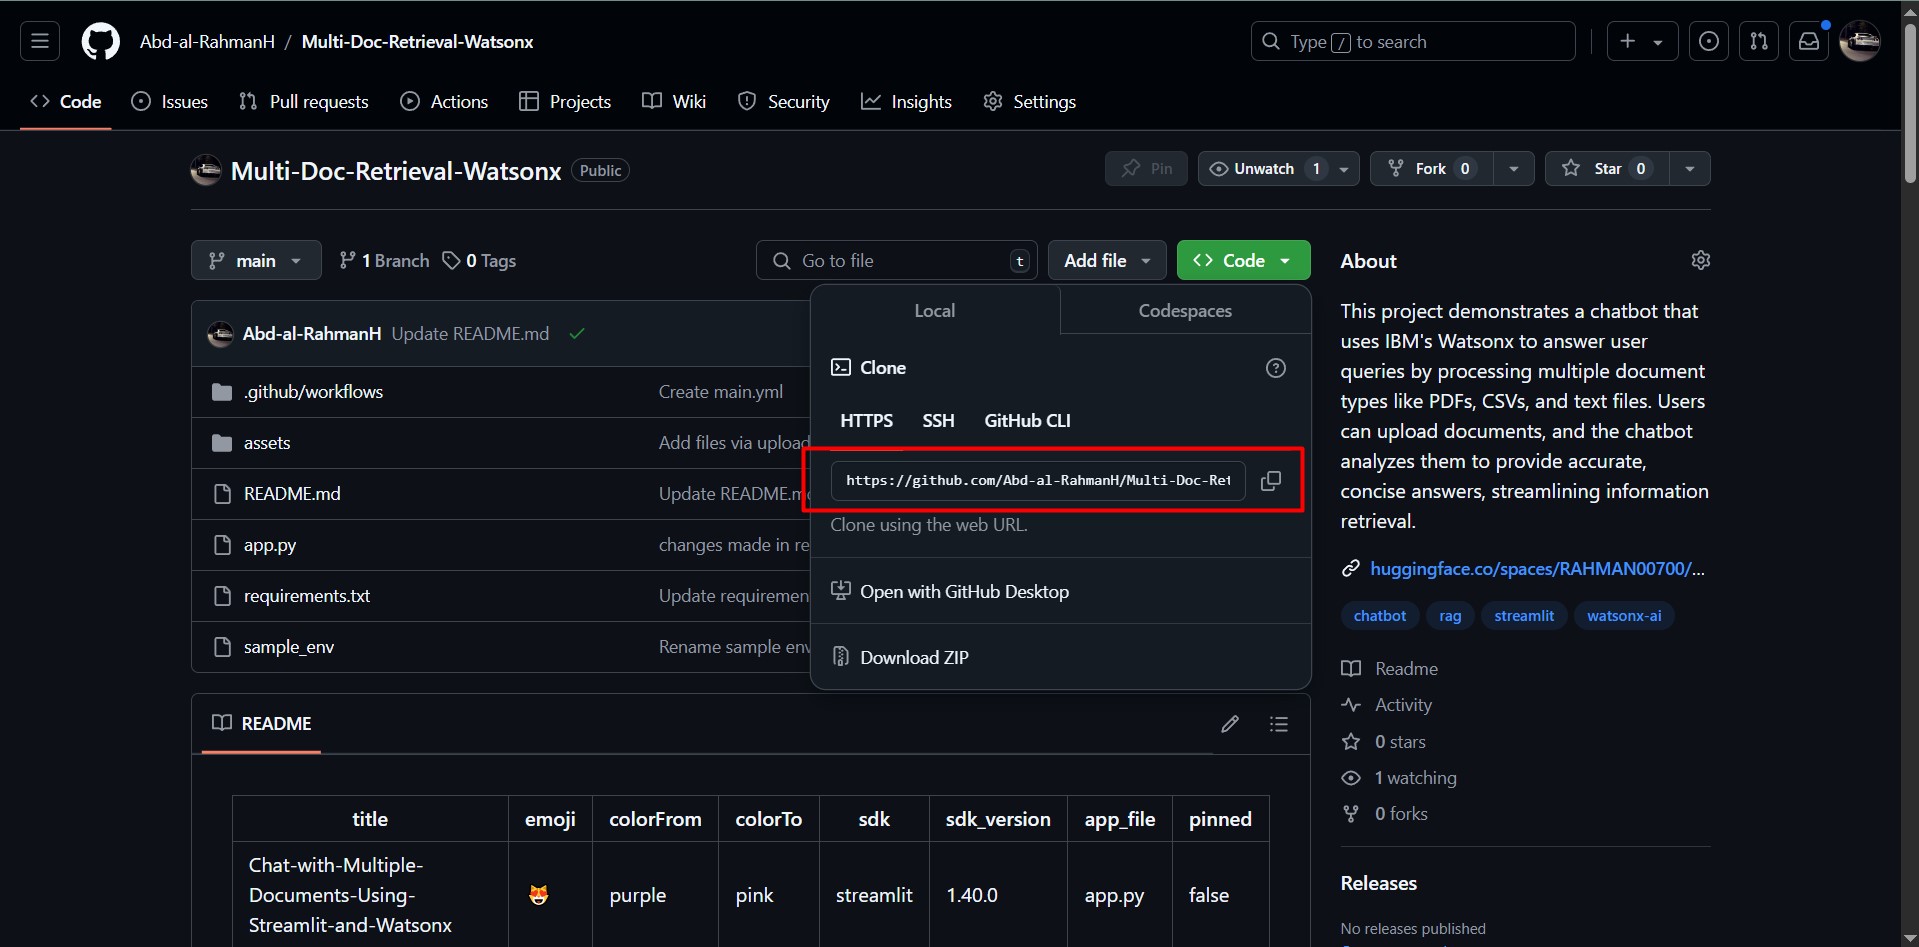 Abd-al-RahmanH / Multi-Doc-Retrieval-Watsonx
Type / to search
Code Issues Pull requests Actions Projects Wiki Security Insights Settings
Multi-Doc-Retrieval-Watsonx Public
Pin Unwatch 1 Fork 0 Star 0
main 1 Branch 0 Tags
Go to file t Add file Code
Abd-al-RahmanH Update README.md
.github/workflows Create main.yml
assets Add files via upload
README.md Update README.m
app.py changes made in re
requirements.txt Update requiremen
sample_env Rename sample env
Local Codespaces
Clone
HTTPS SSH GitHub CLI
https://github.com/Abd-al-RahmanH/Multi-Doc-Ret
Clone using the web URL.
Open with GitHub Desktop
Download ZIP
README
title emoji colorFrom colorTo sdk sdk_version app_file pinned
Chat-with-Multiple-
Documents-Using-
Streamlit-and-Watsonx
😻 purple pink streamlit 1.40.0 app.py false
About
This project demonstrates a chatbot that
uses IBM's Watsonx to answer user
queries by processing multiple document
types like PDFs, CSVs, and text files. Users
can upload documents, and the chatbot
analyzes them to provide accurate,
concise answers, streamlining information
retrieval.
huggingface.co/spaces/RAHMAN00700/...
chatbot rag streamlit watsonx-ai
Readme
Activity
0 stars
1 watching
0 forks
Releases
No releases published